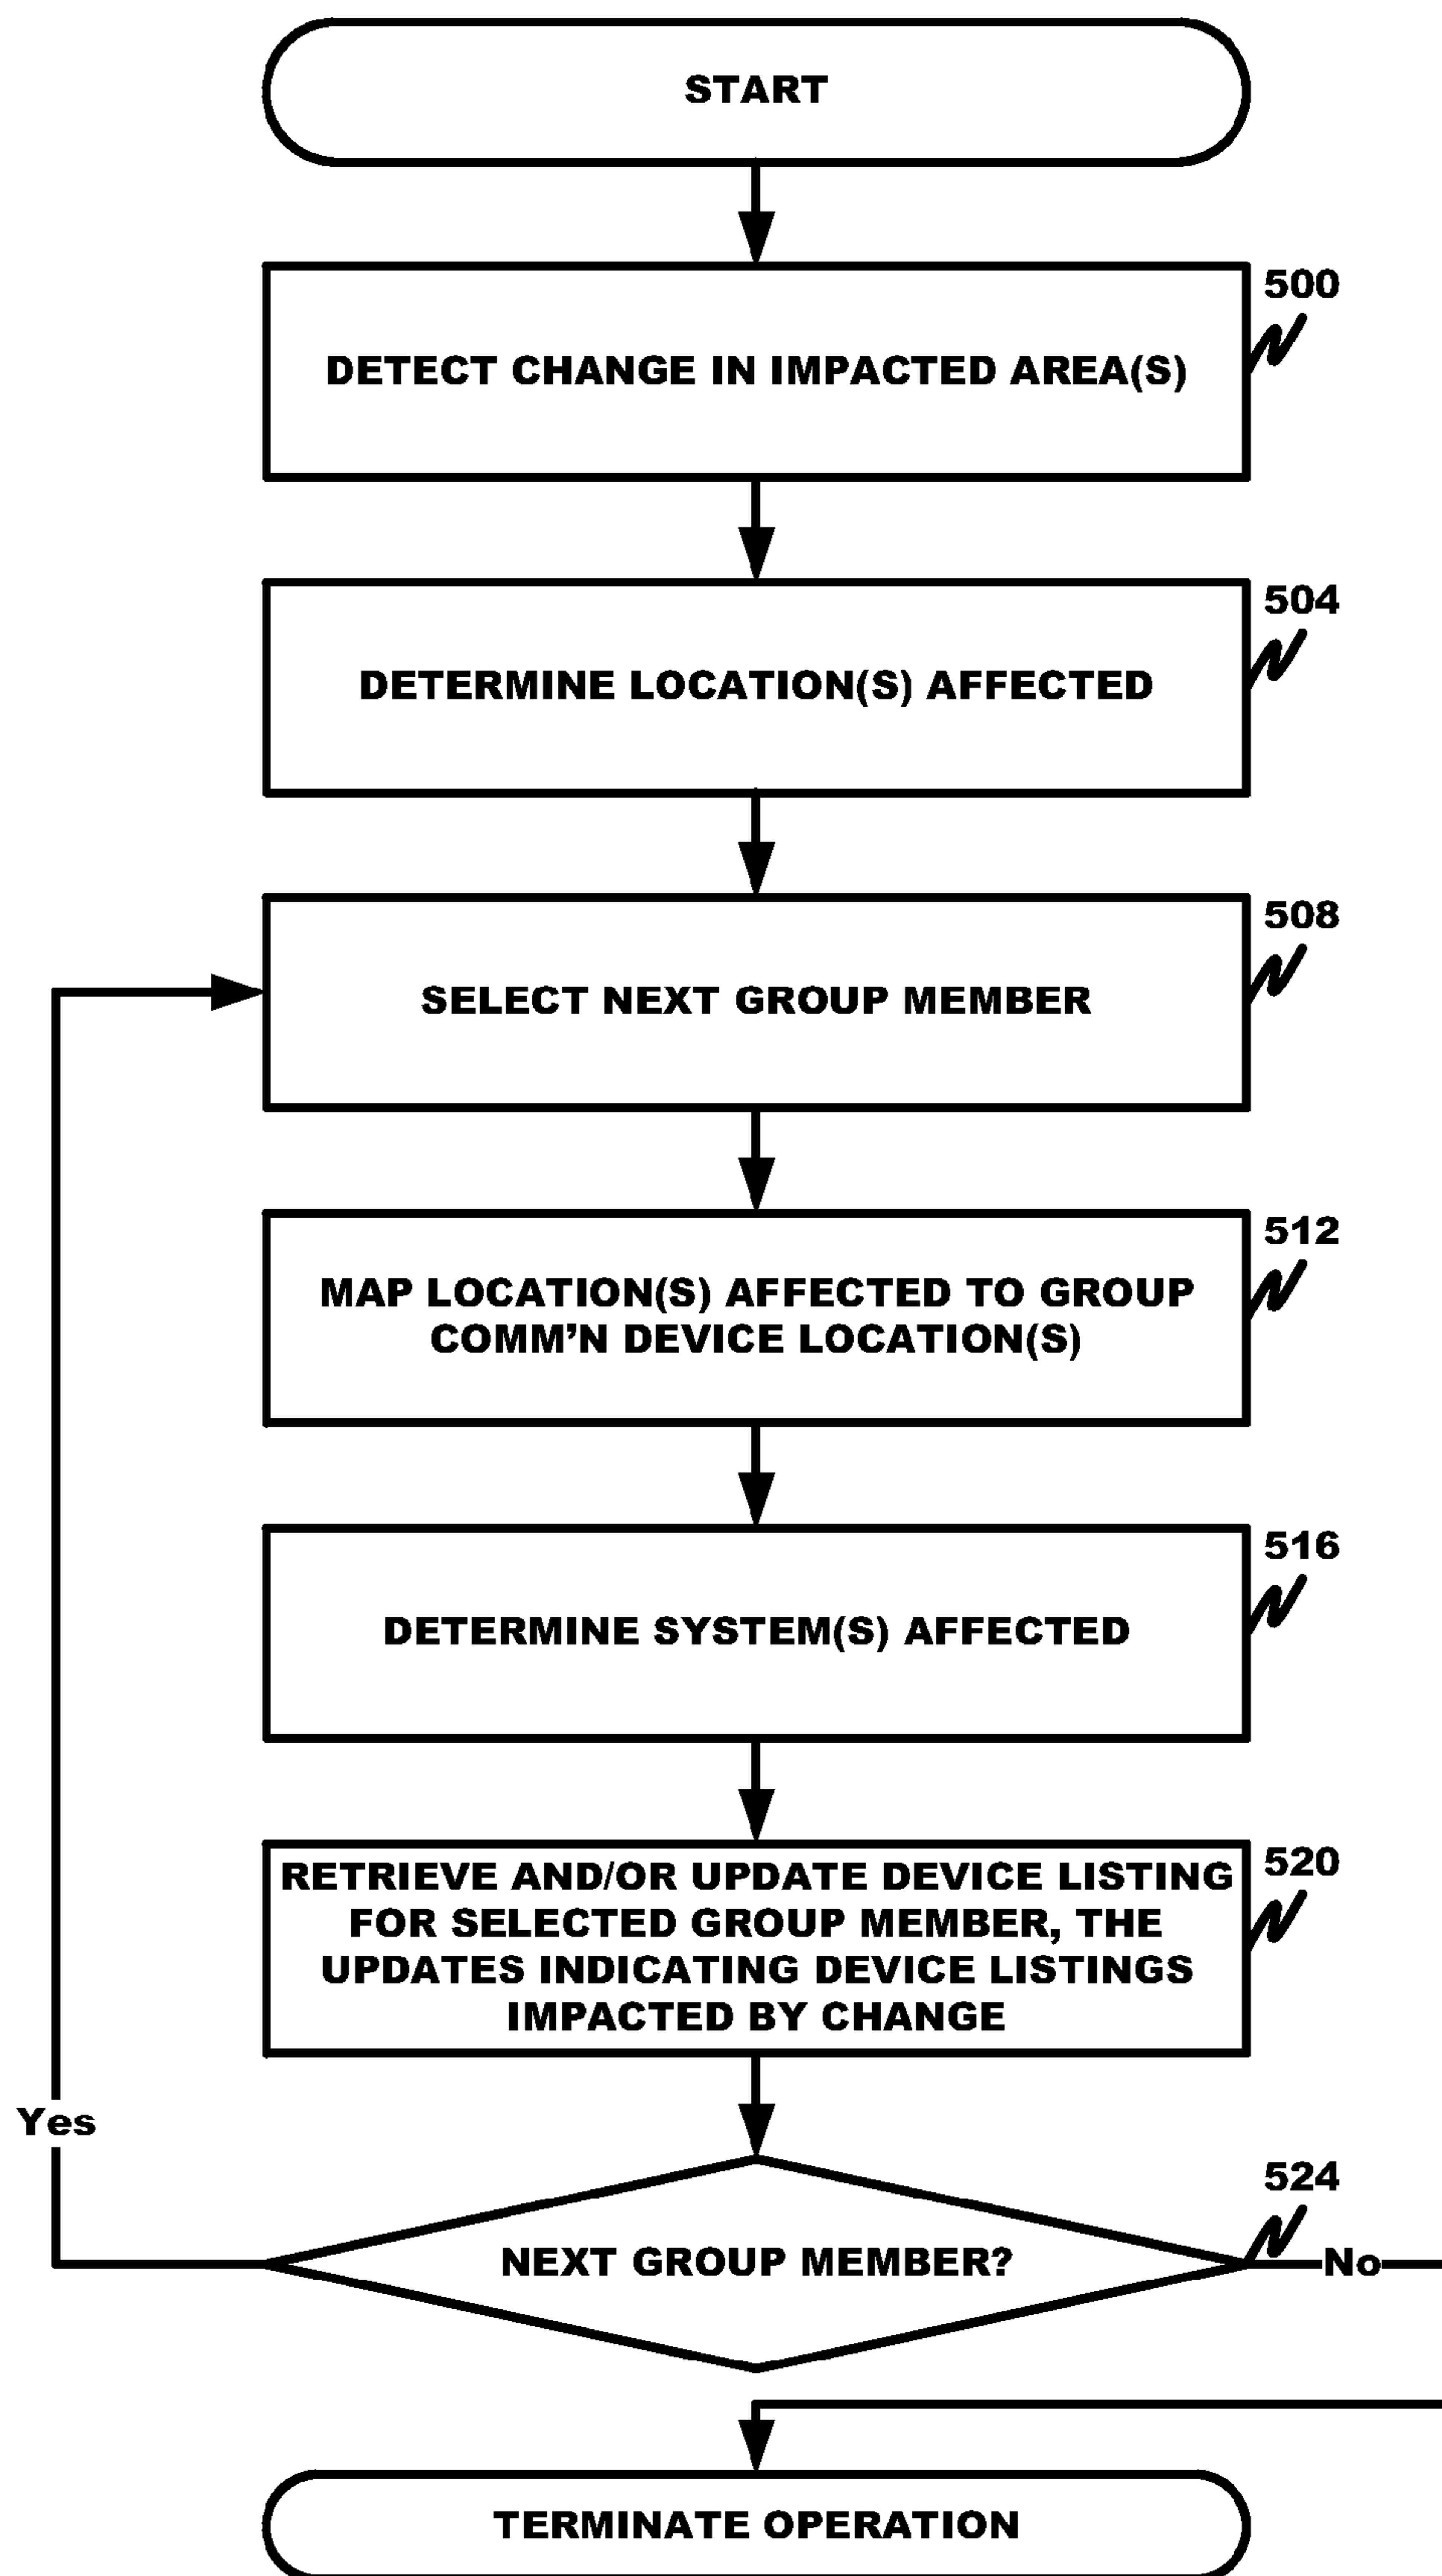 START
500
DETECT CHANGE IN IMPACTED AREA(S)
504
DETERMINE LOCATION(S) AFFECTED
508
SELECT NEXT GROUP MEMBER
512
MAP LOCATION(S) AFFECTED TO GROUP
COMM'N DEVICE LOCATION(S)
516
DETERMINE SYSTEM(S) AFFECTED
520
RETRIEVE AND/OR UPDATE DEVICE LISTING
FOR SELECTED GROUP MEMBER, THE
UPDATES INDICATING DEVICE LISTINGS
IMPACTED BY CHANGE
Yes
524
NEXT GROUP MEMBER?
No
TERMINATE OPERATION